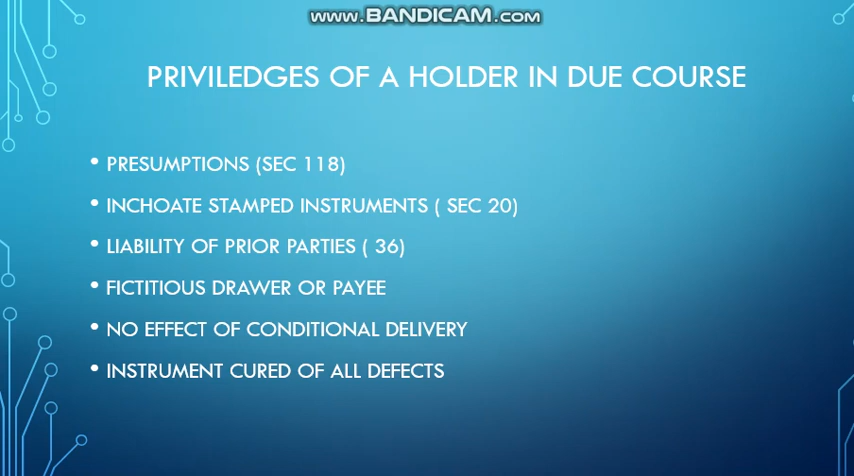 www.BANDICAM.com
PRIVILEDGES OF A HOLDER IN DUE COURSE
• PRESUMPTIONS (SEC 118)
• INCHOATE STAMPED INSTRUMENTS ( SEC 20)
• LIABILITY OF PRIOR PARTIES ( 36)
• FICTITIOUS DRAWER OR PAYEE
• NO EFFECT OF CONDITIONAL DELIVERY
• INSTRUMENT CURED OF ALL DEFECTS